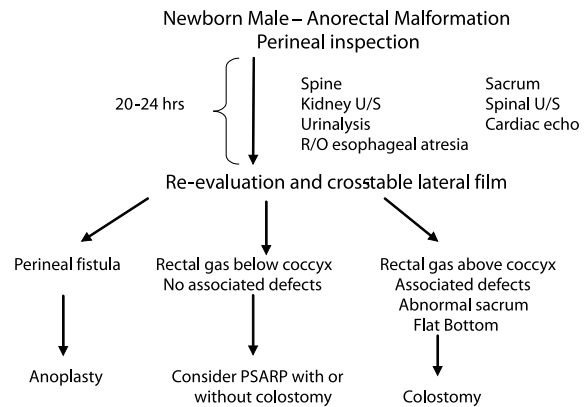 Newborn Male – Anorectal Malformation
Perineal inspection
20-24 hrs
Spine
Kidney U/S
Urinalysis
R/O esophageal atresia
Sacrum
Spinal U/S
Cardiac echo
Re-evaluation and cross-table lateral film
Perineal fistula
Rectal gas below coccyx
No associated defects
Rectal gas above coccyx
Associated defects
Abnormal sacrum
Flat Bottom
Anoplasty
Consider PSARP with or
without colostomy
Colostomy